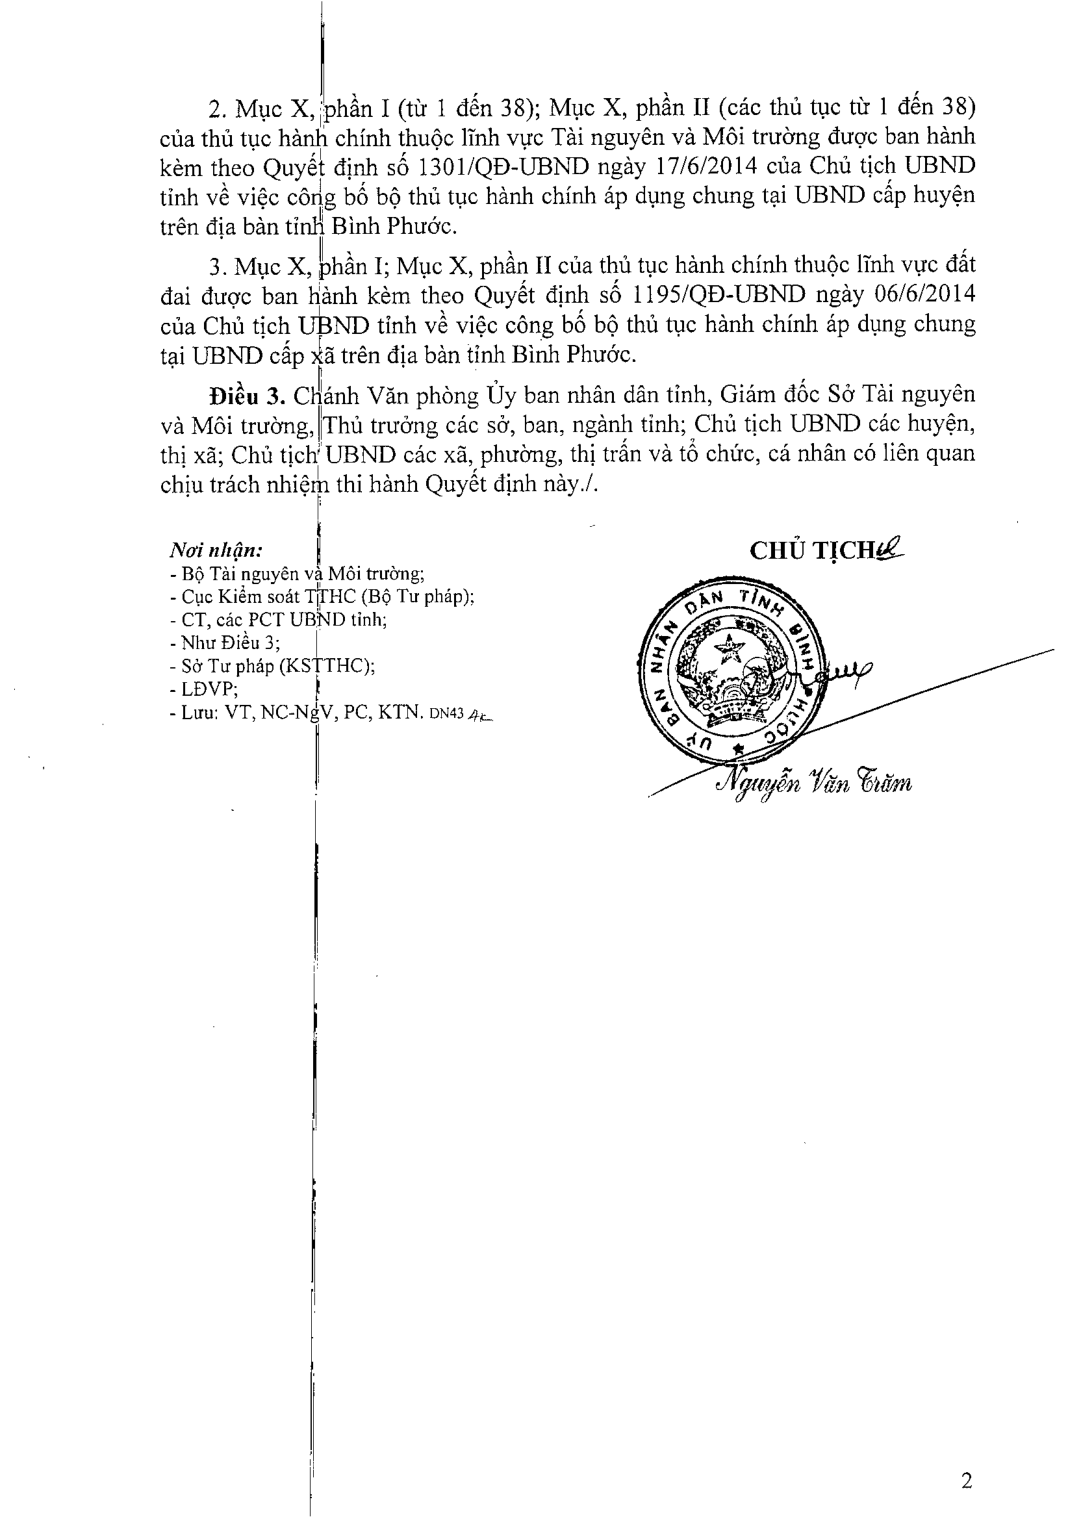 2. Mục X, phần I (từ 1 đến 38); Mục X, phần II (các thủ tục từ 1 đến 38)
của thủ tục hành chính thuộc lĩnh vực Tài nguyên và Môi trường được ban hành
kèm theo Quyết định số 1301/QĐ-UBND ngày 17/6/2014 của Chủ tịch UBND
tỉnh về việc công bố bộ thủ tục hành chính áp dụng chung tại UBND cấp huyện
trên địa bàn tỉnh Bình Phước.
3. Mục X, phần I; Mục X, phần II của thủ tục hành chính thuộc lĩnh vực đất
đai được ban hành kèm theo Quyết định số 1195/QĐ-UBND ngày 06/6/2014
của Chủ tịch UBND tỉnh về việc công bố bộ thủ tục hành chính áp dụng chung
tại UBND cấp xã trên địa bàn tỉnh Bình Phước.
Điều 3. Chánh Văn phòng Ủy ban nhân dân tỉnh, Giám đốc Sở Tài nguyên
và Môi trường, Thủ trưởng các sở, ban, ngành tỉnh; Chủ tịch UBND các huyện,
thị xã; Chủ tịch UBND các xã, phường, thị trấn và tổ chức, cá nhân có liên quan
chịu trách nhiệm thi hành Quyết định này./.
Nơi nhận:
- Bộ Tài nguyên và Môi trường;
- Cục Kiểm soát TTHC (Bộ Tư pháp);
- CT, các PCT UBND tỉnh;
- Như Điều 3;
- Sở Tư pháp (KSTTHC);
- LĐVP;
- Lưu: VT, NC-NgV, PC, KTN. DN43
CHỦ TỊCH
UỶ BAN NHÂN DÂN TỈNH BÌNH PHƯỚC
Nguyễn Văn Trăm
2